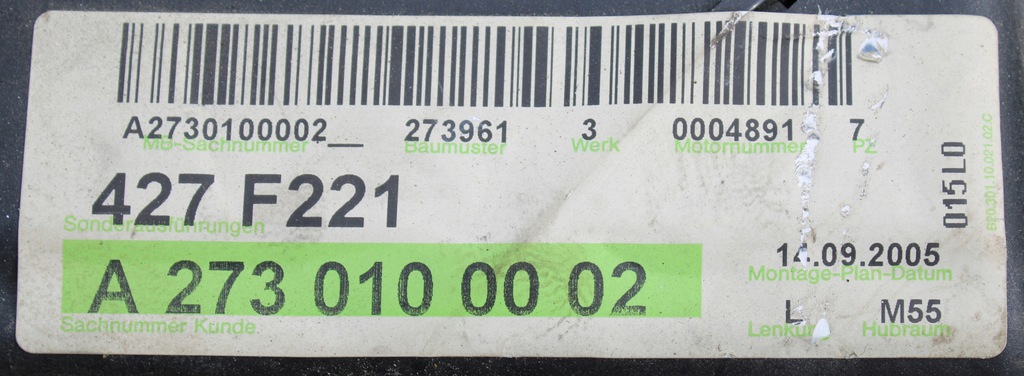 A2730100002__ 273961 3 0004891 7
MB-Sachnummer Baumuster Werk Motornummer PZ
427 F221
Sonderausführungen
A 273 010 00 02
Sachnummer Kunde
14.09.2005
Montage-Plan-Datum
L M55
Lenkung Hubraum
015LO